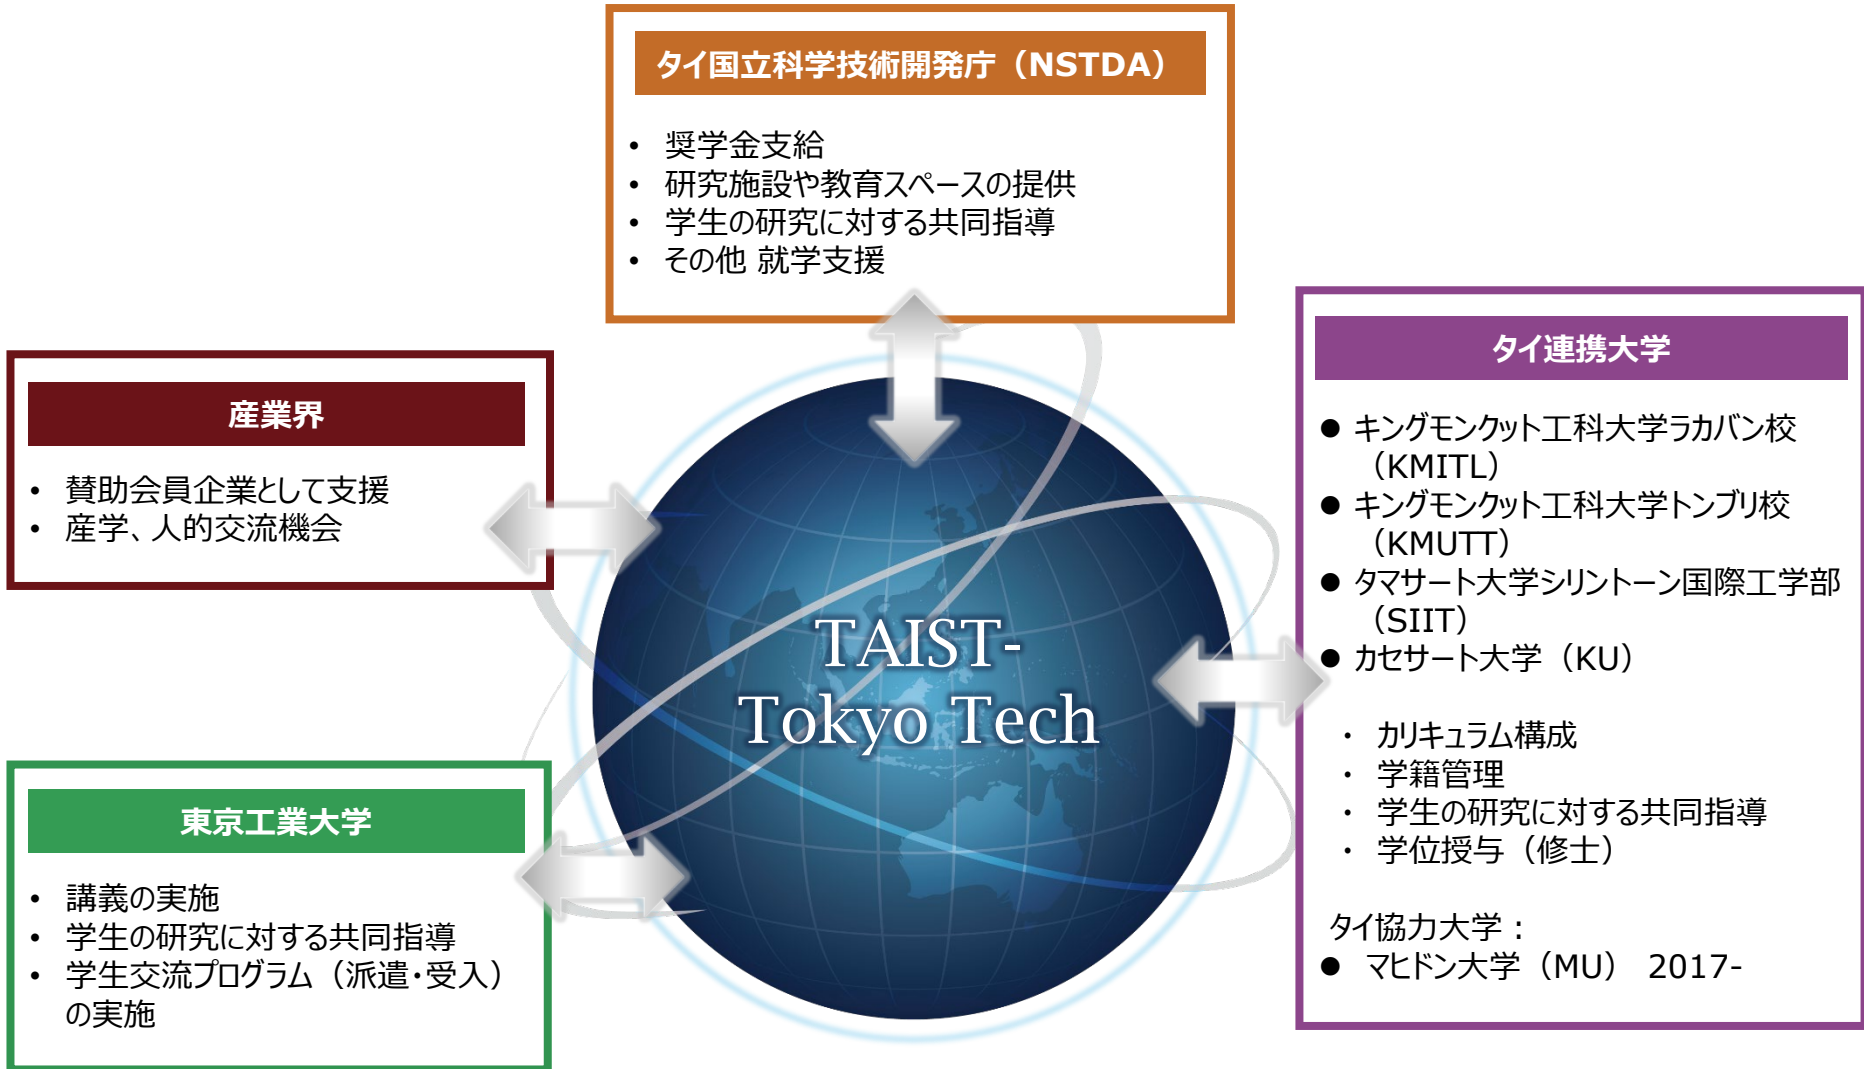 タイ国立科学技術開発庁（NSTDA）
• 奨学金支給
• 研究施設や教育スペースの提供
• 学生の研究に対する共同指導
• その他 就学支援
産業界
• 賛助会員企業として支援
• 産学、人的交流機会
TAIST-
Tokyo Tech
東京工業大学
• 講義の実施
• 学生の研究に対する共同指導
• 学生交流プログラム（派遣・受入）
の実施
タイ連携大学
● キングモンクット工科大学ラカバン校
（KMITL）
● キングモンクット工科大学トンブリ校
（KMUTT）
● タマサート大学シリントーン国際工学部
（SIIT）
● カセサート大学（KU）
・ カリキュラム構成
・ 学籍管理
・ 学生の研究に対する共同指導
・ 学位授与（修士）
タイ協力大学：
● マヒドン大学（MU） 2017-